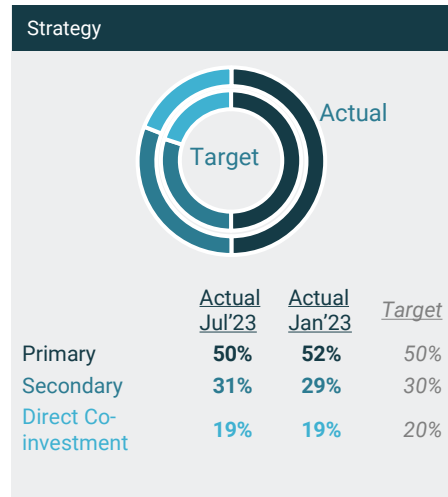 Strategy
Actual
Target
Actual Actual
Jul'23 Jan'23 Target
Primary 50% 52% 50%
Secondary 31% 29% 30%
Direct Co-
investment 19% 19% 20%